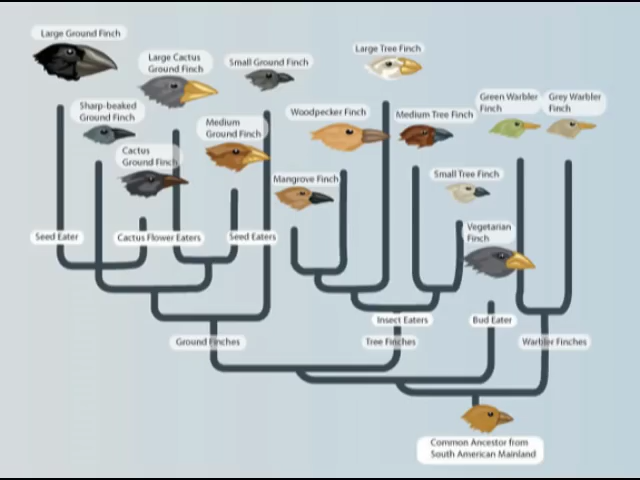 Large Ground Finch
Large Tree Finch
Large Cactus
Ground Finch
Small Ground Finch
Green Warbler
Finch
Grey Warbler
Finch
Sharp-beaked
Ground Finch
Woodpecker Finch
Medium Tree Finch
Medium
Ground Finch
Cactus
Ground Finch
Small Tree Finch
Mangrove Finch
Vegetarian
Finch
Seed Eater
Cactus Flower Eaters
Seed Eaters
Insect Eaters
Bud Eater
Ground Finches
Tree Finches
Warbler Finches
Common Ancestor from
South American Mainland